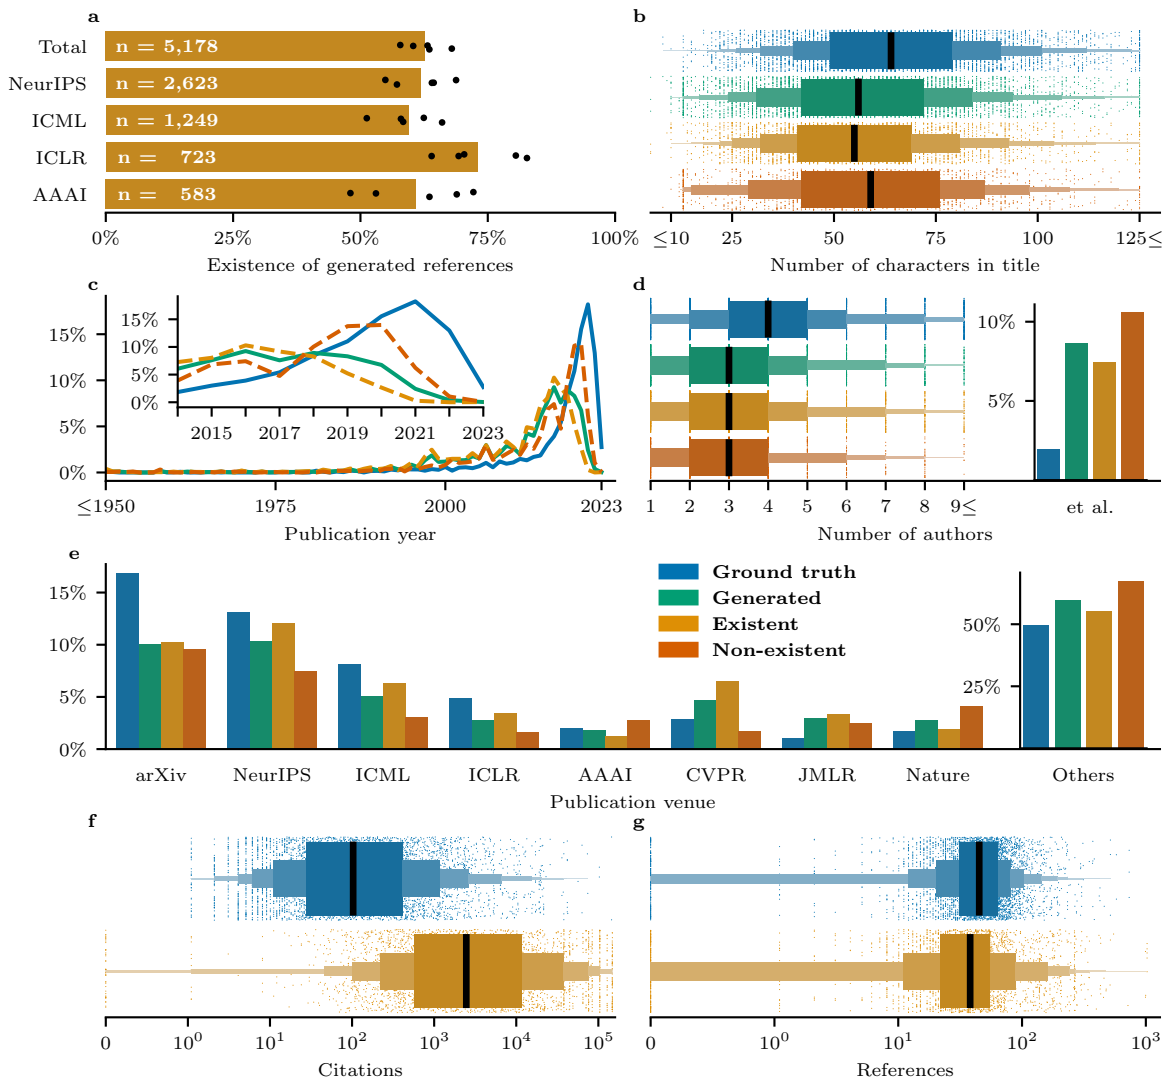 a
Total n = 5,178
NeurIPS n = 2,623
ICML n = 1,249
ICLR n = 723
AAAI n = 583
0% 25% 50% 75% 100%
Existence of generated references
b
≤10 25 50 75 100 125≤
Number of characters in title
c
15%
10%
5%
0%
15%
10%
5%
0%
2015 2017 2019 2021 2023
≤1950 1975 2000 2023
Publication year
d
1 2 3 4 5 6 7 8 9≤
Number of authors
10%
5%
et al.
e
15%
10%
5%
0%
Ground truth
Generated
Existent
Non-existent
50%
25%
arXiv NeurIPS ICML ICLR AAAI CVPR JMLR Nature Others
Publication venue
f
0 10⁰ 10¹ 10² 10³ 10⁴ 10⁵
Citations
g
0 10⁰ 10¹ 10² 10³
References